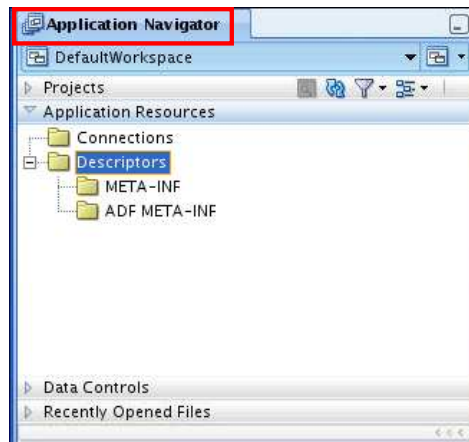 Application Navigator
DefaultWorkspace
Projects
Application Resources
Connections
Descriptors
META-INF
ADF META-INF
Data Controls
Recently Opened Files